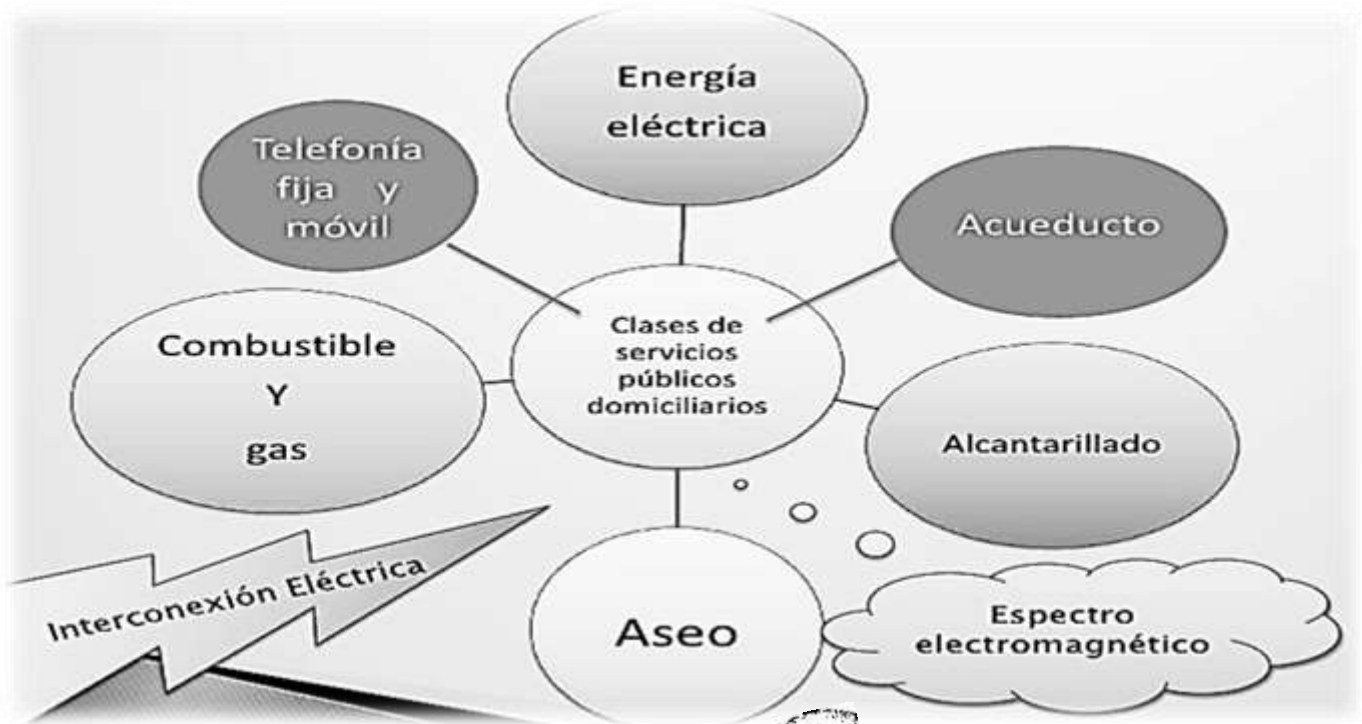 Energía
eléctrica
Telefonía
fija y
móvil
Acueducto
Clases de
servicios
públicos
domiciliarios
Combustible
Y
gas
Alcantarillado
Interconexión Eléctrica
Aseo
Espectro
electromagnético